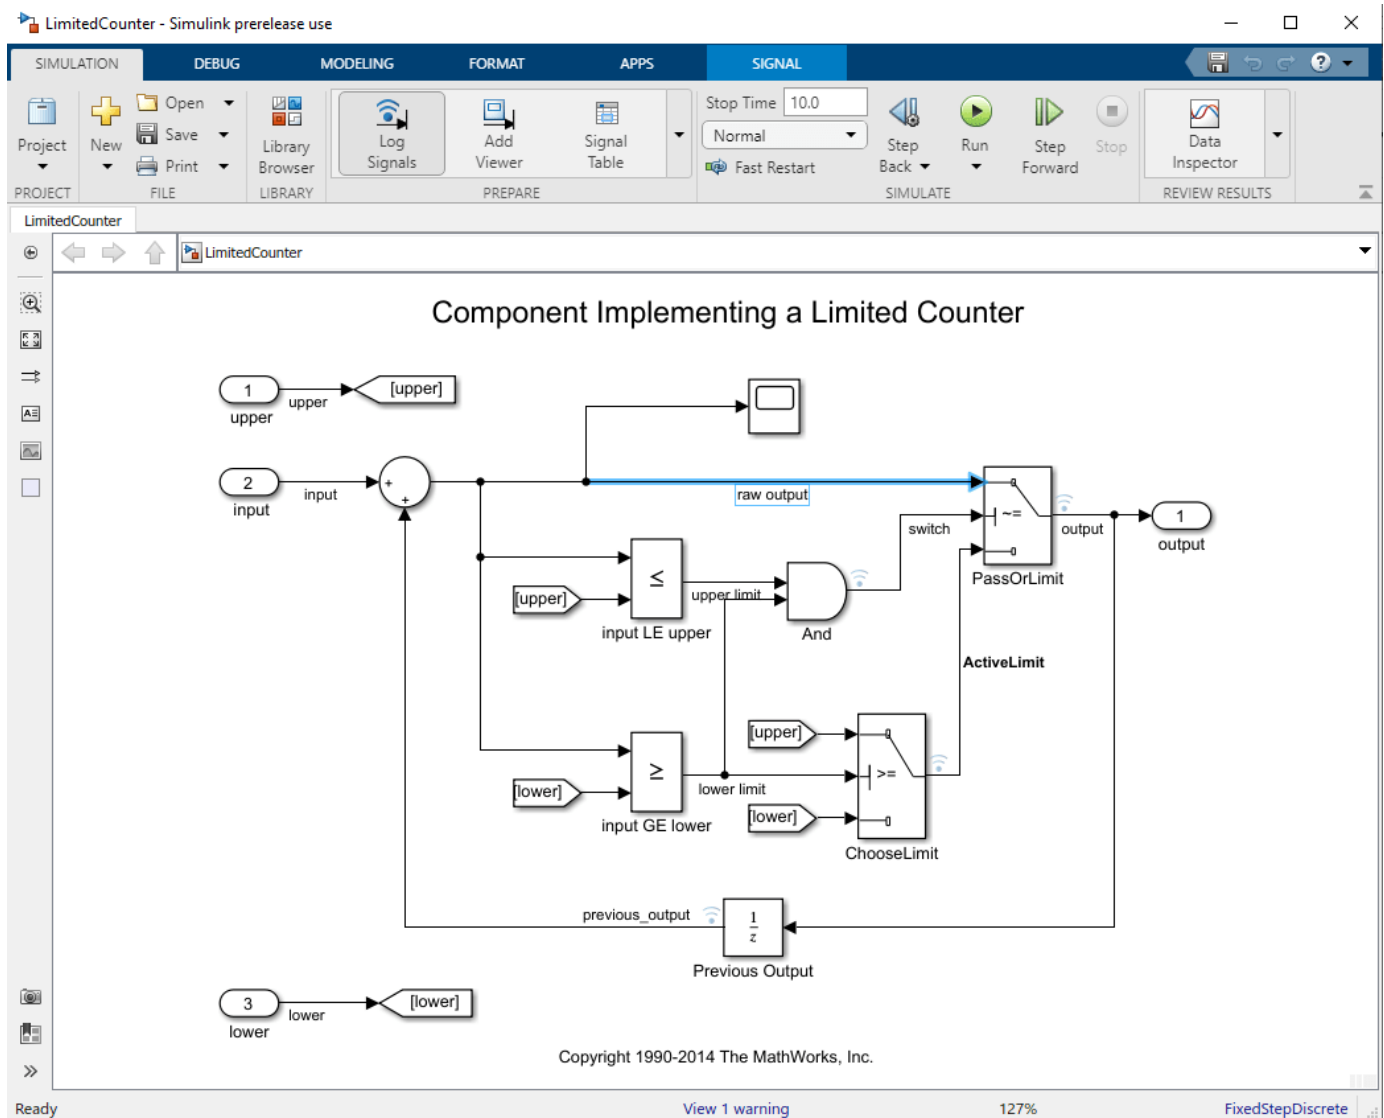 LimitedCounter - Simulink prerelease use
SIMULATION DEBUG MODELING FORMAT APPS SIGNAL
Project
New
Open
Save
Print
Library
Browser
Log
Signals
Add
Viewer
Signal
Table
Stop Time 10.0
Normal
Fast Restart
Step
Back
Run
Step
Forward
Stop
Data
Inspector
PROJECT FILE LIBRARY PREPARE SIMULATE REVIEW RESULTS
LimitedCounter
LimitedCounter
Component Implementing a Limited Counter
1
upper
upper
[upper]
2
input
input
+
+
raw output
switch
~=
PassOrLimit
output
1
output
[upper]
≤
input LE upper
upper limit
And
ActiveLimit
[lower]
≥
input GE lower
lower limit
[upper]
>=
[lower]
ChooseLimit
previous_output
1
z
Previous Output
3
lower
lower
[lower]
Copyright 1990-2014 The MathWorks, Inc.
Ready
View 1 warning
127%
FixedStepDiscrete